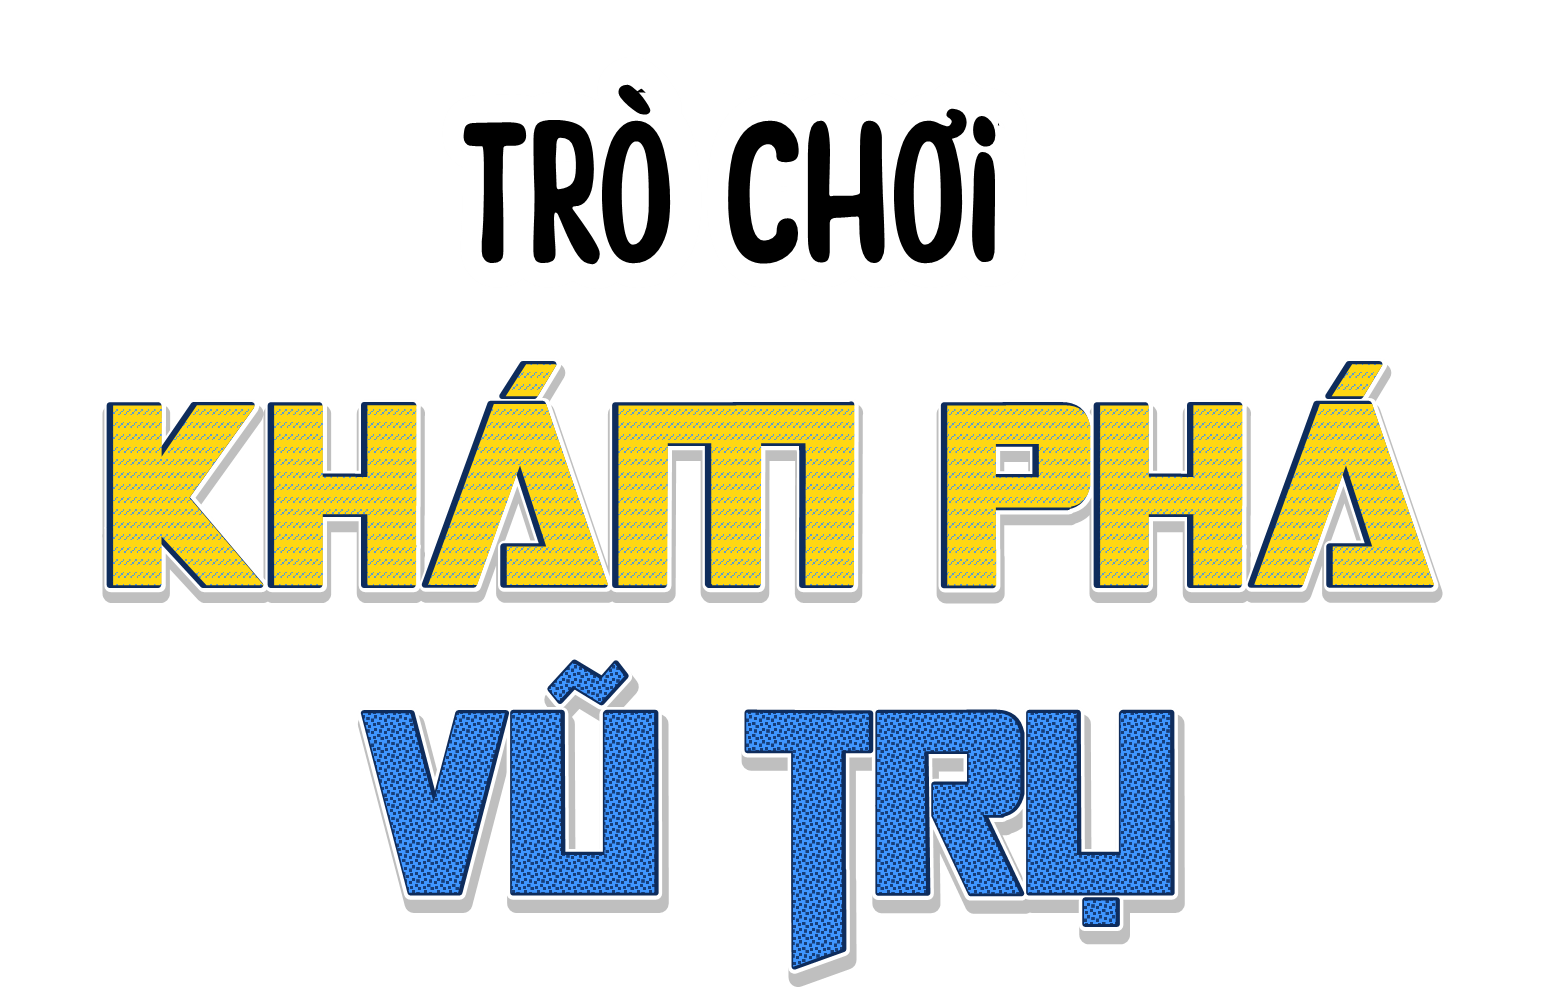 TRÒ CHƠI
KHÁM PHÁ
VŨ TRỤ